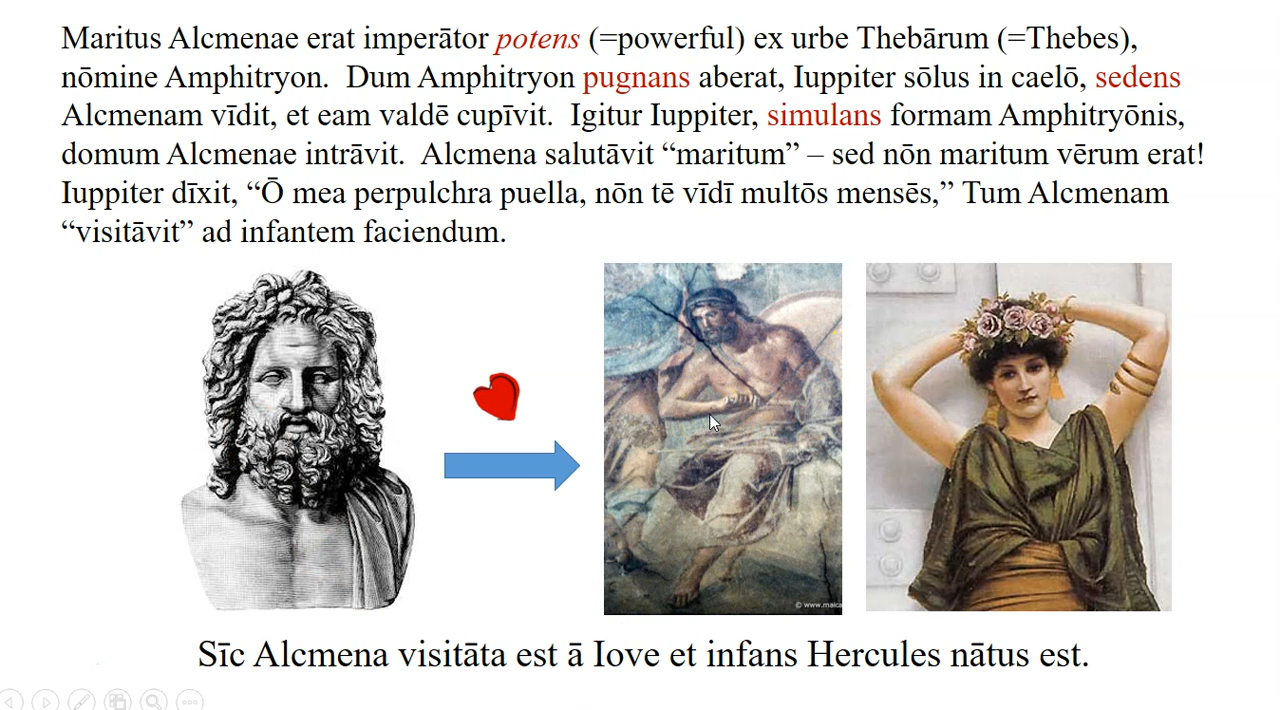 Maritus Alcmenae erat imperātor potens (=powerful) ex urbe Thebārum (=Thebes),
nōmine Amphitryon.  Dum Amphitryon pugnans aberat, Iuppiter sōlus in caelō, sedens
Alcmenam vīdit, et eam valdē cupīvit.  Igitur Iuppiter, simulans formam Amphitryōnis,
domum Alcmenae intrāvit.  Alcmena salutāvit “maritum” – sed nōn maritum vērum erat!
Iuppiter dīxit, “Ō mea perpulchra puella, nōn tē vīdī multōs mensēs,” Tum Alcmenam
“visitāvit” ad infantem faciendum.
© www.maica
Sīc Alcmena visitāta est ā Iove et infans Hercules nātus est.